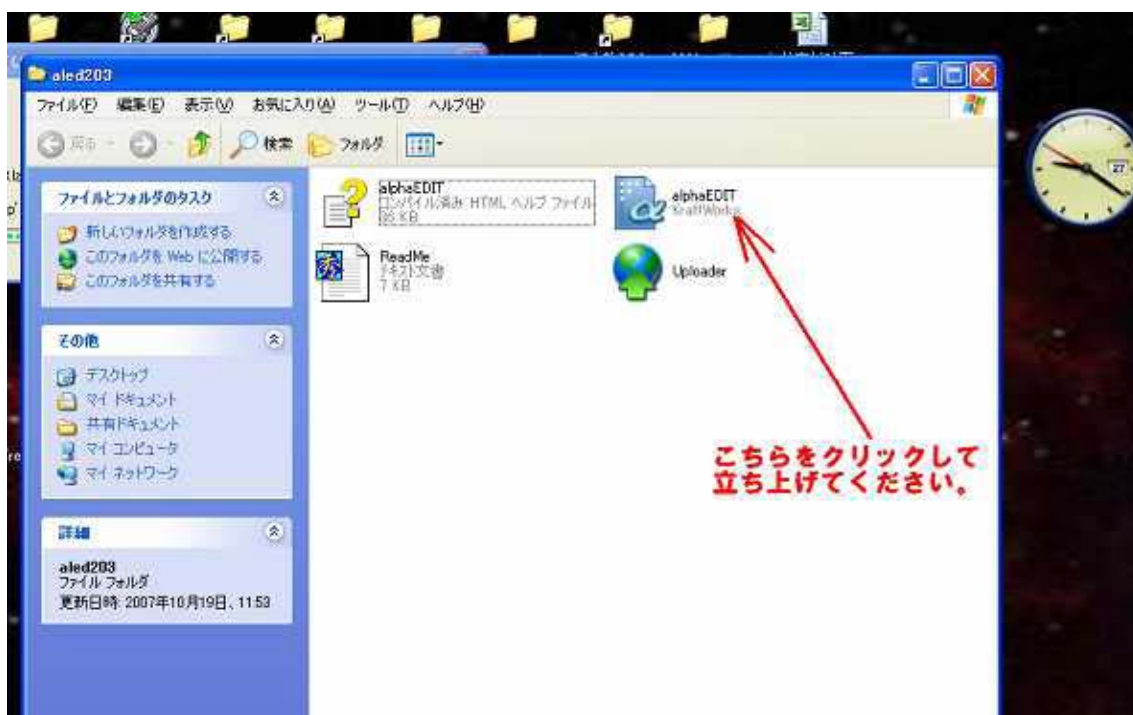 aled203
ファイル(F) 編集(E) 表示(V) お気に入り(A) ツール(T) ヘルプ(H)
戻る 検索 フォルダ
ファイルとフォルダのタスク
新しいフォルダを作成する
このフォルダを Web に公開する
このフォルダを共有する
その他
デスクトップ
マイ ドキュメント
共有ドキュメント
マイ コンピュータ
マイ ネットワーク
詳細
aled203
ファイル フォルダ
更新日時: 2007年10月19日、11:53
alphaEDIT
コンパイル済み HTML ヘルプ ファイル
36 KB
alphaEDIT
KraftWorks
ReadMe
テキスト文書
7 KB
Uploader
こちらをクリックして
立ち上げてください。
27